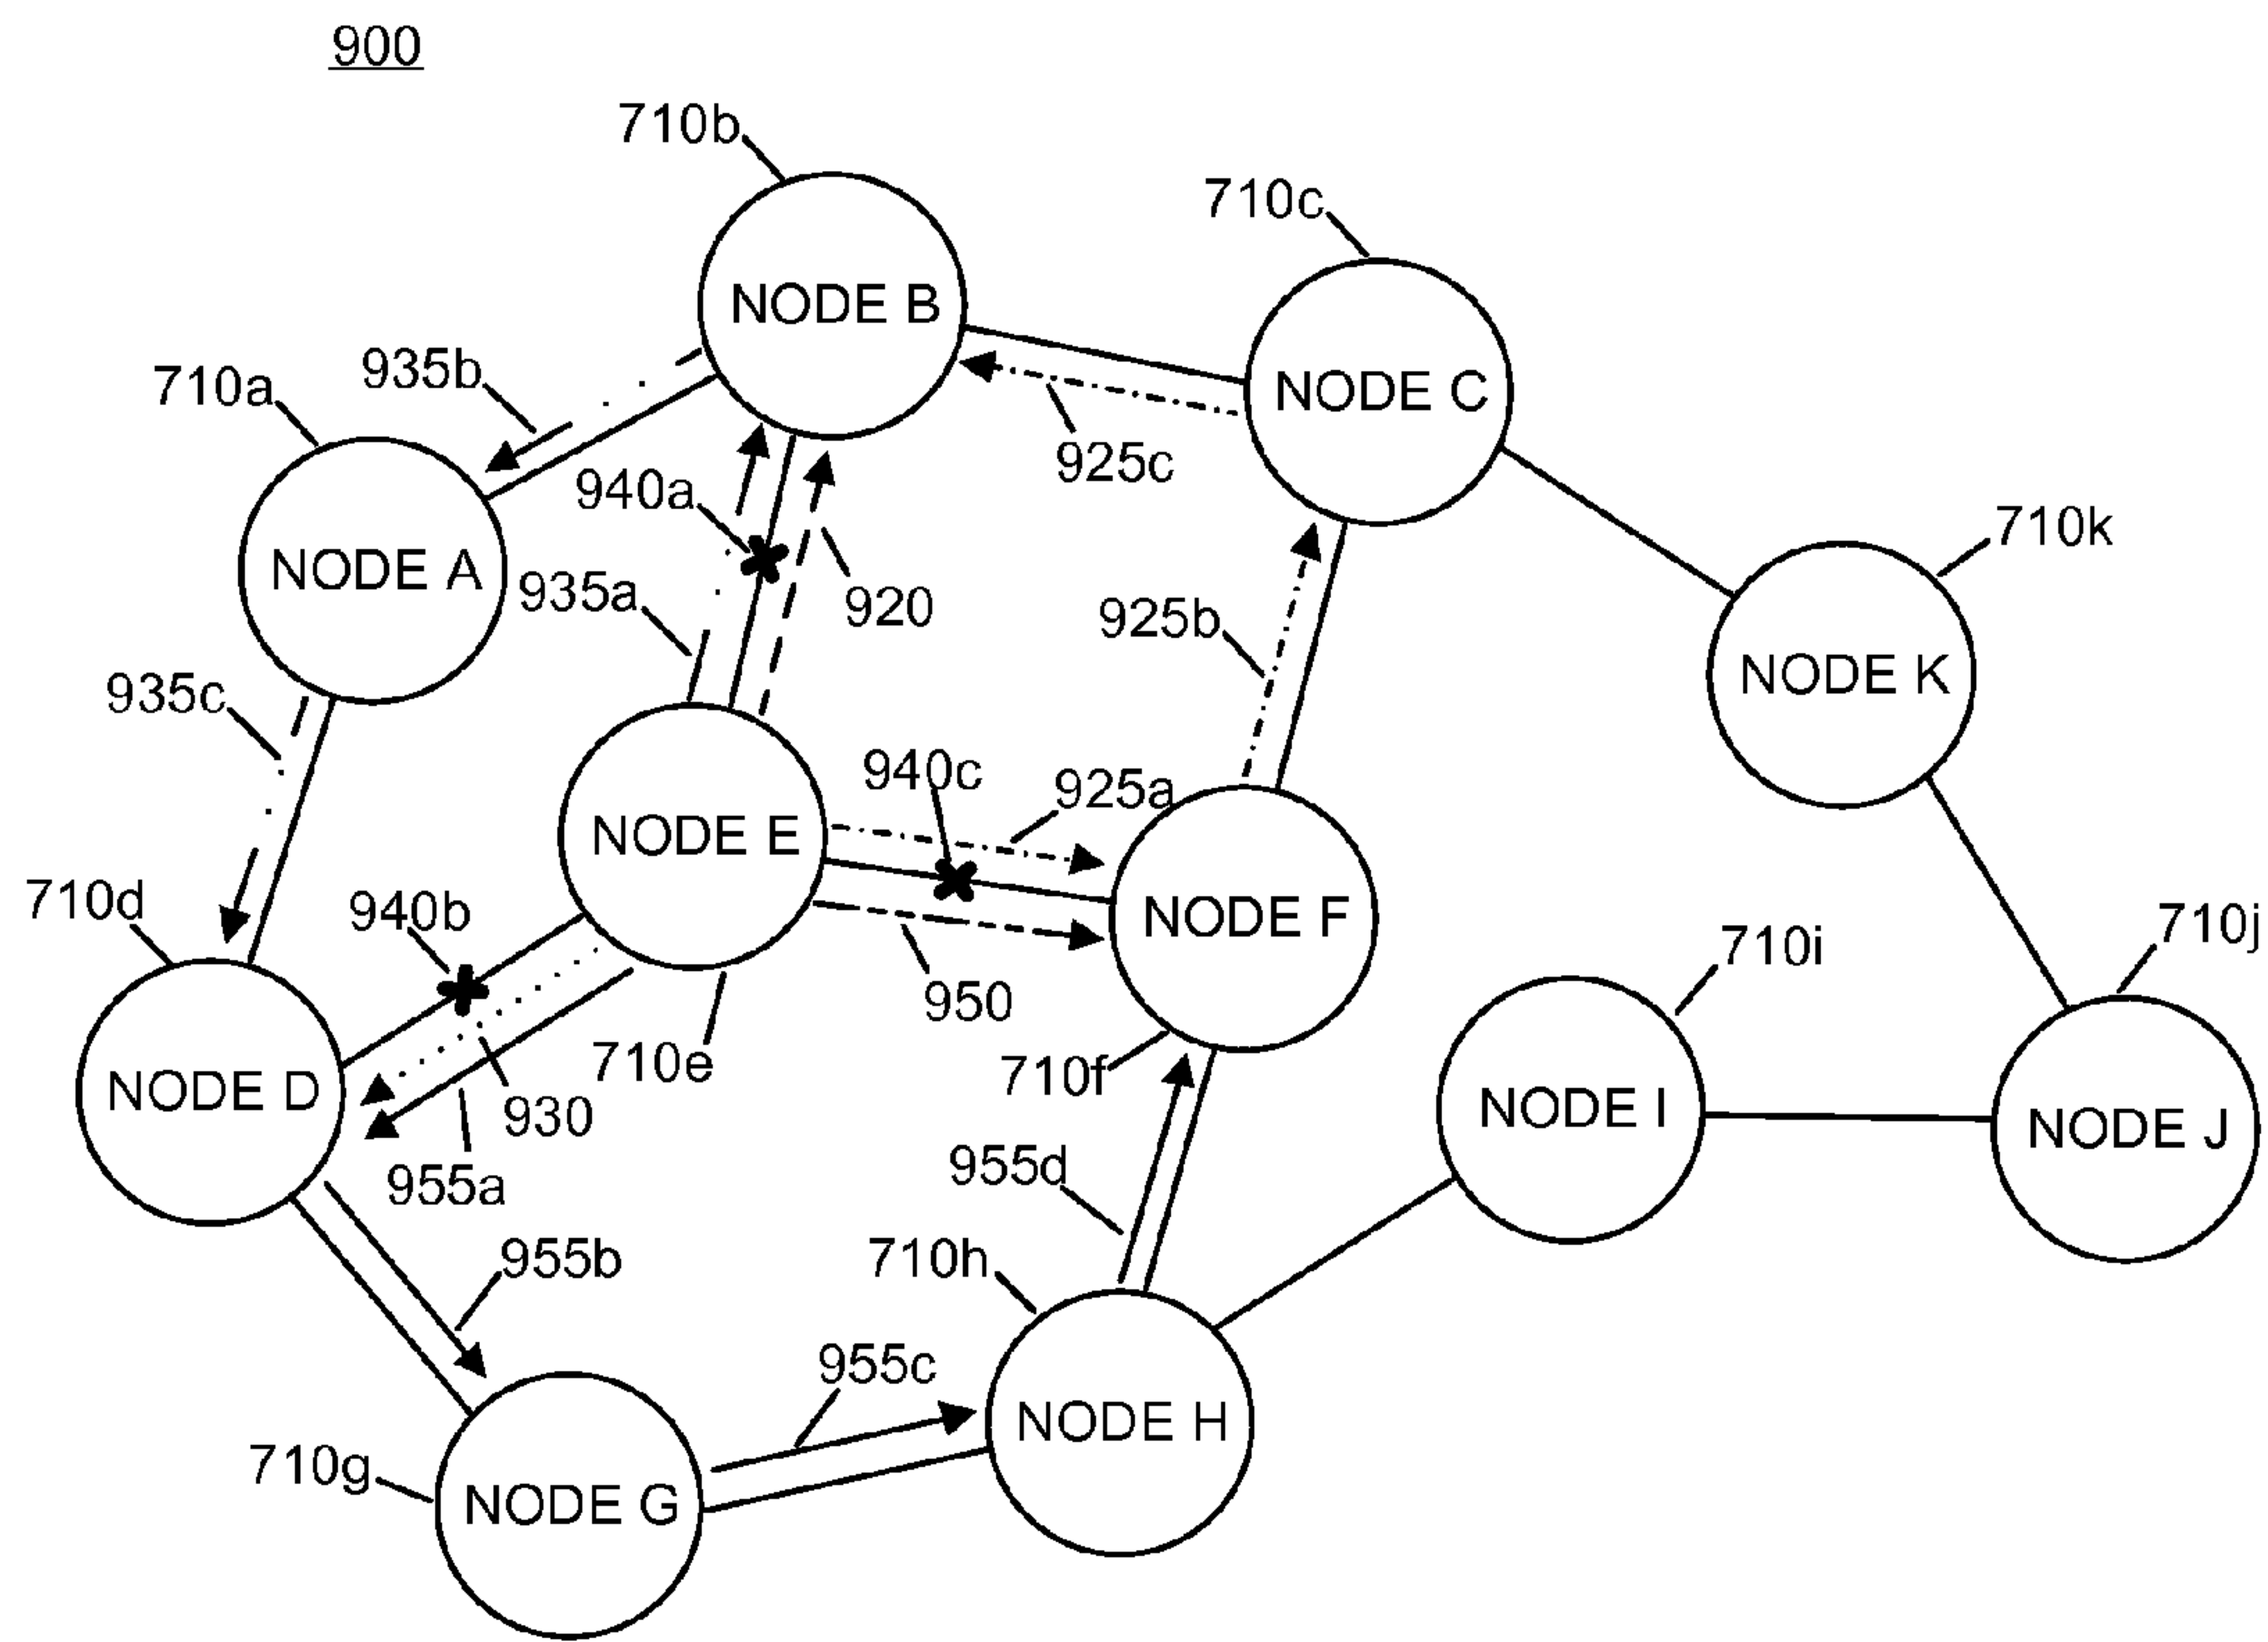 900
710b
710c
NODE B
935b
710a
NODE C
925c
940a
710k
NODE A
935a
920
925b
NODE K
935c
940c
925a
NODE E
710d
940b
NODE F
710i
710j
950
710e
710f
NODE D
930
NODE I
NODE J
955a
955d
955b
710h
955c
NODE H
710g
NODE G